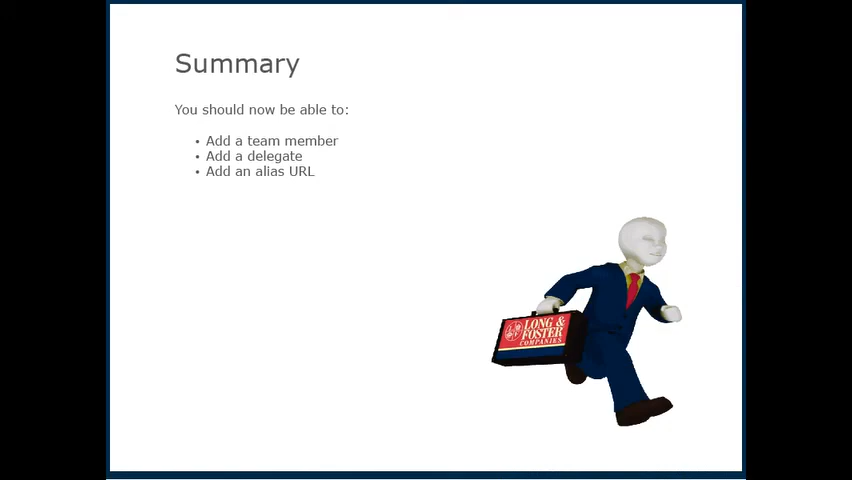 Summary
You should now be able to:
• Add a team member
• Add a delegate
• Add an alias URL
LONG &
FOSTER
COMPANIES